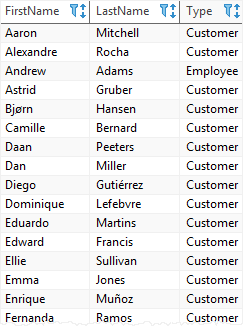 FirstName LastName Type
Aaron Mitchell Customer
Alexandre Rocha Customer
Andrew Adams Employee
Astrid Gruber Customer
Bjørn Hansen Customer
Camille Bernard Customer
Daan Peeters Customer
Dan Miller Customer
Diego Gutiérrez Customer
Dominique Lefebvre Customer
Eduardo Martins Customer
Edward Francis Customer
Ellie Sullivan Customer
Emma Jones Customer
Enrique Muñoz Customer
Fernanda Ramos Customer